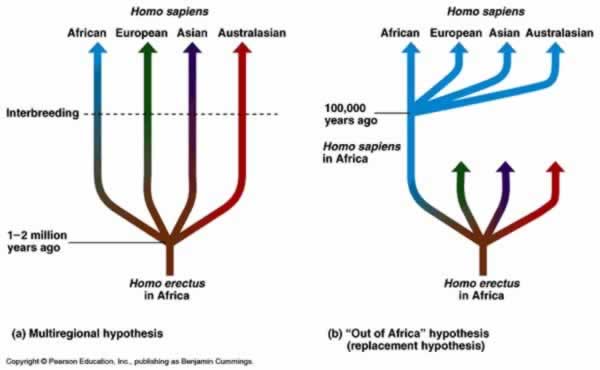 Homo sapiens
African European Asian Australasian
Interbreeding
1–2 million
years ago
Homo erectus
in Africa
(a) Multiregional hypothesis
Homo sapiens
African European Asian Australasian
100,000
years ago
Homo sapiens
in Africa
Homo erectus
in Africa
(b) “Out of Africa” hypothesis
(replacement hypothesis)
Copyright © Pearson Education, Inc., publishing as Benjamin Cummings.